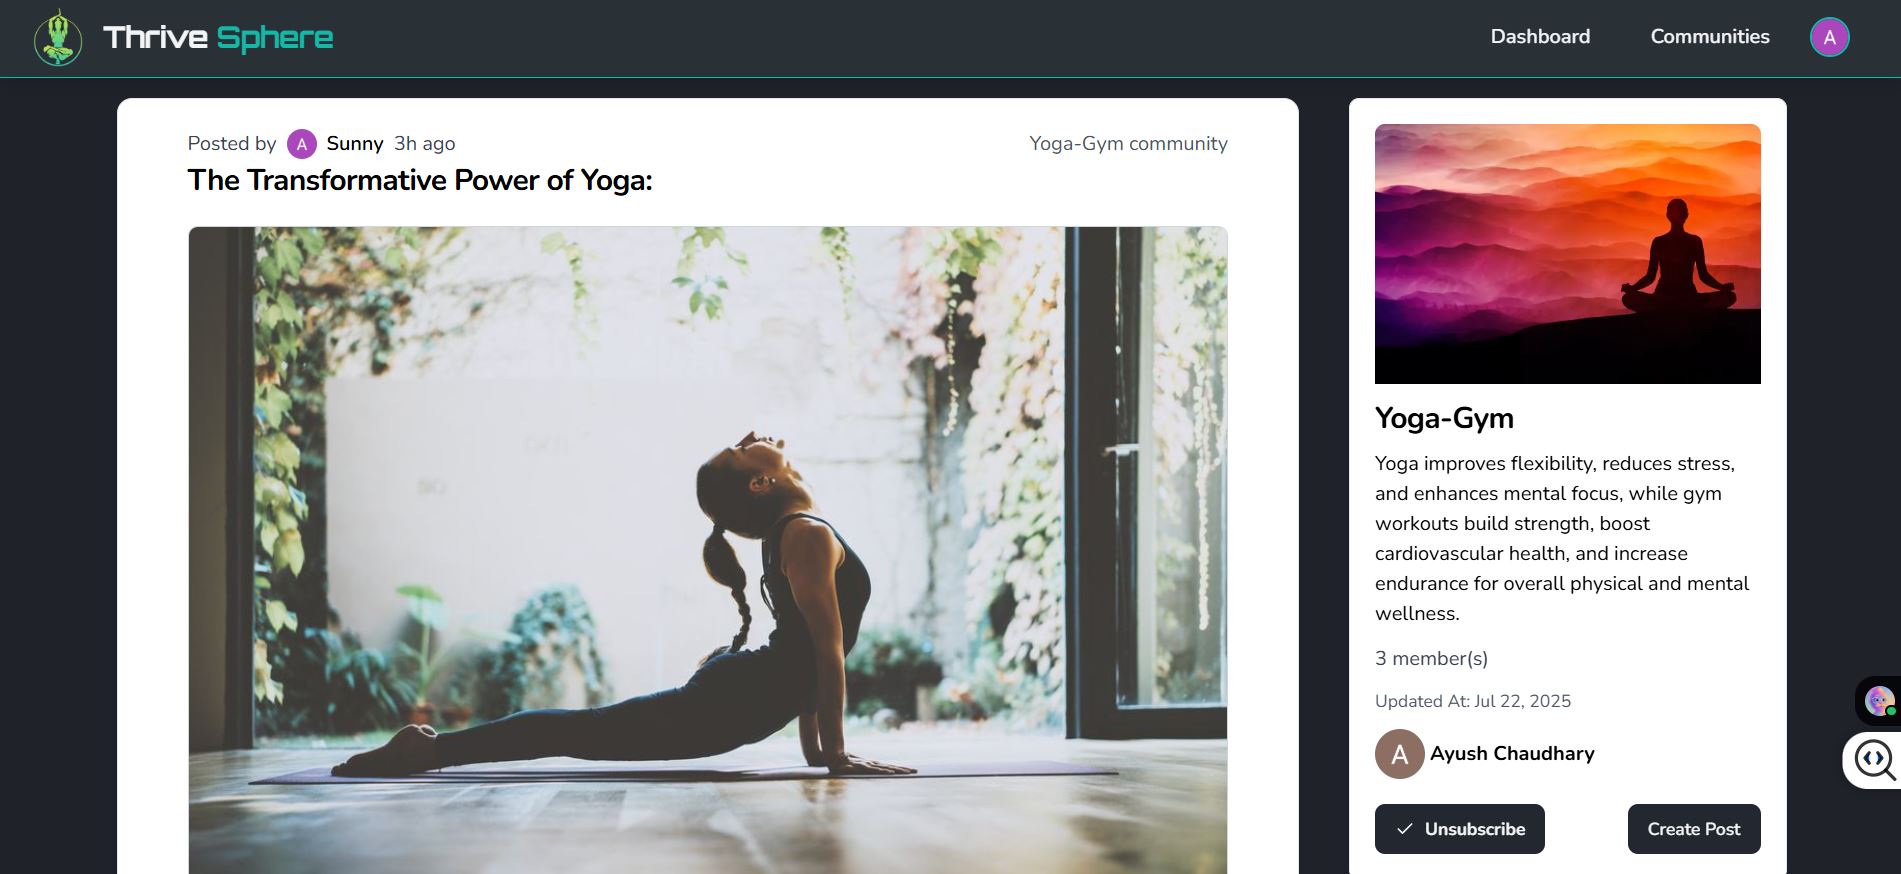 Thrive Sphere
Dashboard
Communities
A
Posted by A Sunny 3h ago
Yoga-Gym community
The Transformative Power of Yoga:
Yoga-Gym
Yoga improves flexibility, reduces stress,
and enhances mental focus, while gym
workouts build strength, boost
cardiovascular health, and increase
endurance for overall physical and mental
wellness.
3 member(s)
Updated At: Jul 22, 2025
A Ayush Chaudhary
Unsubscribe
Create Post